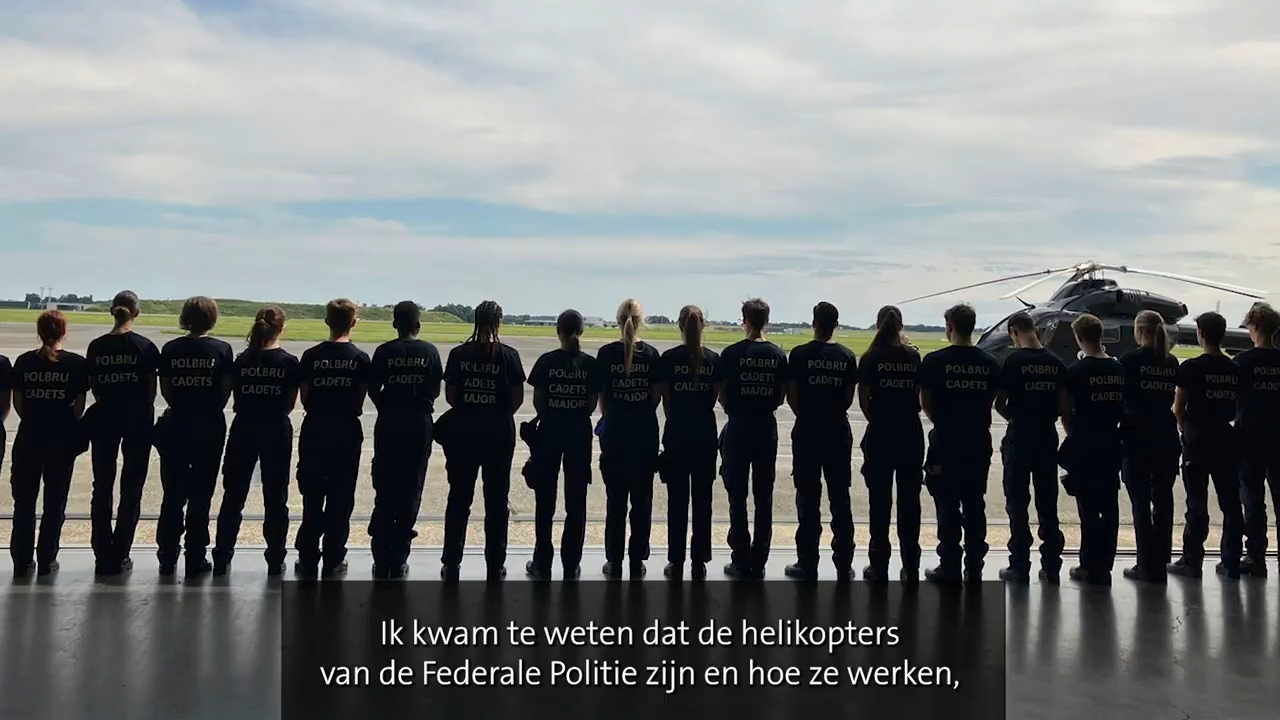 POLBRU
CADETS
POLBRU
CADETS
POLBRU
CADETS
POLBRU
CADETS
POLBRU
CADETS
POLBRU
CADETS
POLBRU
CADETS
MAJOR
POLBRU
CADETS
MAJOR
POLBRU
CADETS
MAJOR
POLBRU
CADETS
POLBRU
CADETS
MAJOR
POLBRU
CADETS
POLBRU
CADETS
POLBRU
CADETS
POLBRU
CADETS
POLBRU
CADETS
POLBRU
CADETS
POLBRU
CADETS
POLBRU
CADETS
Ik kwam te weten dat de helikopters
van de Federale Politie zijn en hoe ze werken,